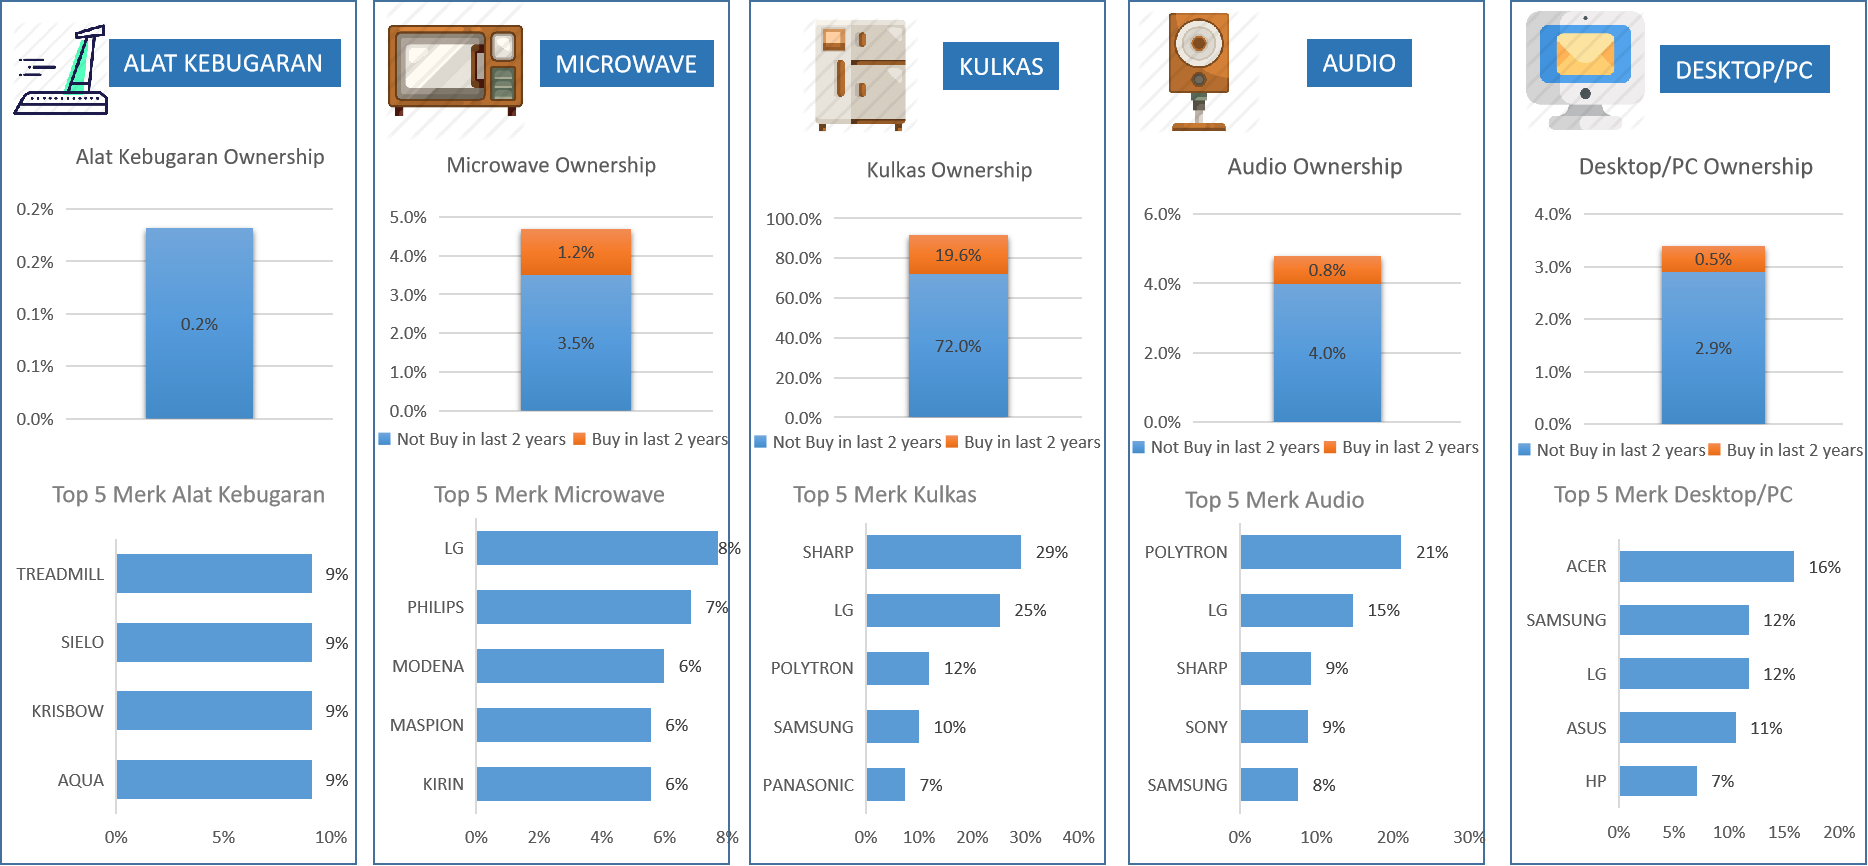 ALAT KEBUGARAN
Alat Kebugaran Ownership
0.2%
0.2%
0.1%
0.1%
0.0%
0.2%
Top 5 Merk Alat Kebugaran
TREADMILL 9%
SIELO 9%
KRISBOW 9%
AQUA 9%
0% 5% 10%
MICROWAVE
Microwave Ownership
5.0%
4.0%
3.0%
2.0%
1.0%
0.0%
1.2%
3.5%
Not Buy in last 2 years Buy in last 2 years
Top 5 Merk Microwave
LG 8%
PHILIPS 7%
MODENA 6%
MASPION 6%
KIRIN 6%
0% 2% 4% 6% 8%
KULKAS
Kulkas Ownership
100.0%
80.0%
60.0%
40.0%
20.0%
0.0%
19.6%
72.0%
Not Buy in last 2 years Buy in last 2 years
Top 5 Merk Kulkas
SHARP 29%
LG 25%
POLYTRON 12%
SAMSUNG 10%
PANASONIC 7%
0% 10% 20% 30% 40%
AUDIO
Audio Ownership
6.0%
4.0%
2.0%
0.0%
0.8%
4.0%
Not Buy in last 2 years Buy in last 2 years
Top 5 Merk Audio
POLYTRON 21%
LG 15%
SHARP 9%
SONY 9%
SAMSUNG 8%
0% 10% 20% 30%
DESKTOP/PC
Desktop/PC Ownership
4.0%
3.0%
2.0%
1.0%
0.0%
0.5%
2.9%
Not Buy in last 2 years Buy in last 2 years
Top 5 Merk Desktop/PC
ACER 16%
SAMSUNG 12%
LG 12%
ASUS 11%
HP 7%
0% 5% 10% 15% 20%